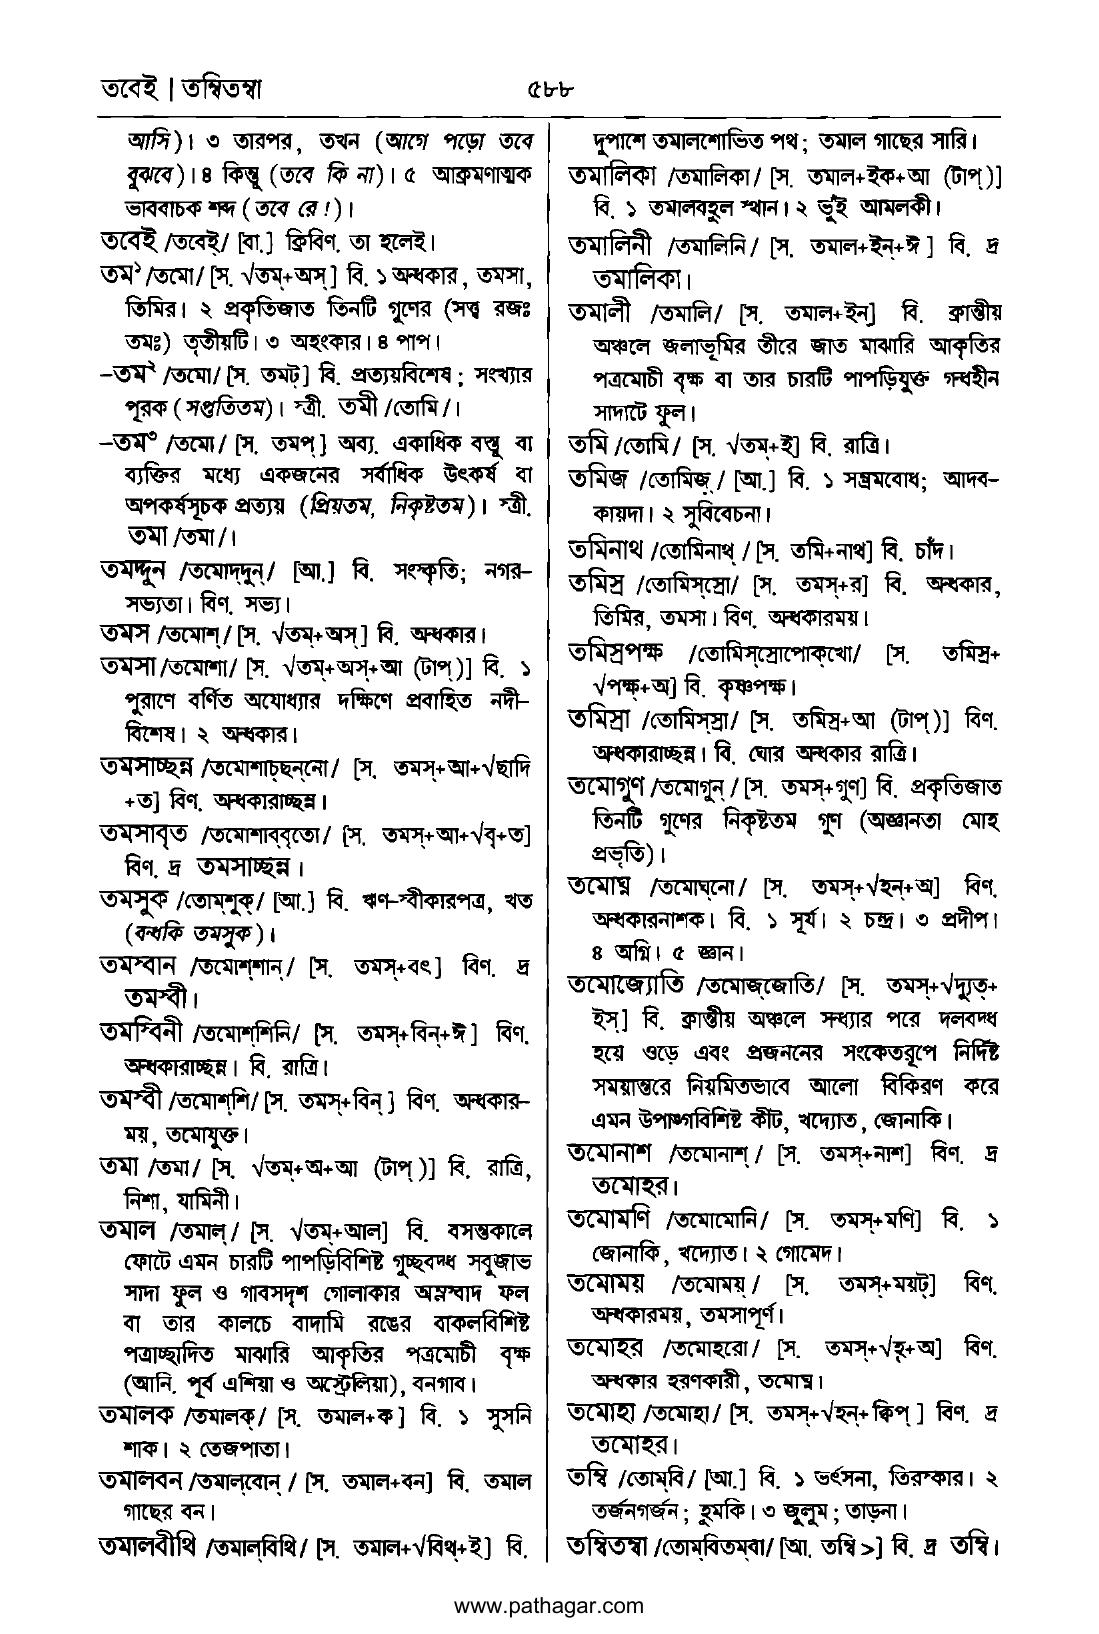 তবেই | তম্বিতম্বা
৫৮৮
আসি)। ৩ তারপর, তখন (আগে পড়ো তবে
বুঝবে)। ৪ কিন্তু (তবে কি না)। ৫ আক্রমণাত্মক
ভাববাচক শব্দ (তবে রে!)।
তবেই /তবেই/ [বা.] ক্রিবিণ. তা হলেই।
তম১ /তমো/ [স. √তম্+অস্] বি. ১ অন্ধকার, তমসা,
তিমির। ২ প্রকৃতিজাত তিনটি গুণের (সত্ত্ব রজঃ
তমঃ) তৃতীয়টি। ৩ অহংকার। ৪ পাপ।
–তম২ /তমো/ [স. তমট্] বি. প্রত্যয়বিশেষ; সংখ্যার
পূরক (সপ্ততিতম)। স্ত্রী. তমী /তোমি/।
–তম৩ /তমো/ [স. তমপ্] অব্য. একাধিক বস্তু বা
ব্যক্তির মধ্যে একজনের সর্বাধিক উৎকর্ষ বা
অপকর্ষসূচক প্রত্যয় (প্রিয়তম, নিকৃষ্টতম)। স্ত্রী.
তমা /তমা/।
তমদ্দুন /তমোদ্‌দুন্/ [আ.] বি. সংস্কৃতি; নগর–
সভ্যতা। বিণ. সভ্য।
তমস /তমোশ্/ [স. √তম্+অস্] বি. অন্ধকার।
তমসা /তমোশা/ [স. √তম্+অস্+আ (টাপ্)] বি. ১
পুরাণে বর্ণিত অযোধ্যার দক্ষিণে প্রবাহিত নদী–
বিশেষ। ২ অন্ধকার।
তমসাচ্ছন্ন /তমোশাচ্‌ছন্‌নো/ [স. তমস্+আ+√ছাদি
+ত] বিণ. অন্ধকারাচ্ছন্ন।
তমসাবৃত /তমোশাব্‌বৃতো/ [স. তমস্+আ+√বৃ+ত]
বিণ. দ্র তমসাচ্ছন্ন।
তমসুক /তোম্‌শুক্/ [আ.] বি. ঋণ–স্বীকারপত্র, খত
(বন্ধকি তমসুক)।
তমস্বান /তমোশ্‌শান্/ [স. তমস্+বৎ] বিণ. দ্র
তমস্বী।
তমস্বিনী /তমোশ্‌শিনি/ [স. তমস্+বিন্+ঈ] বিণ.
অন্ধকারাচ্ছন্ন। বি. রাত্রি।
তমস্বী /তমোশ্‌শি/ [স. তমস্+বিন্] বিণ. অন্ধকার–
ময়, তমোযুক্ত।
তমা /তমা/ [স. √তম্+অ+আ (টাপ্)] বি. রাত্রি,
নিশা, যামিনী।
তমাল /তমাল্/ [স. √তম্+আল] বি. বসন্তকালে
ফোটে এমন চারটি পাপড়িবিশিষ্ট গুচ্ছবদ্ধ সবুজাভ
সাদা ফুল ও গাবসদৃশ গোলাকার অম্লস্বাদ ফল
বা তার কালচে বাদামি রঙের বাকলবিশিষ্ট
পত্রাচ্ছাদিত মাঝারি আকৃতির পত্রমোচী বৃক্ষ
(আনি. পূর্ব এশিয়া ও অস্ট্রেলিয়া), বনগাব।
তমালক /তমালক্/ [স. তমাল+ক] বি. ১ সুসনি
শাক। ২ তেজপাতা।
তমালবন /তমাল্‌বোন্/ [স. তমাল+বন] বি. তমাল
গাছের বন।
তমালবীথি /তমাল্‌বিথি/ [স. তমাল+√বিথ্+ই] বি.
দুপাশে তমালশোভিত পথ; তমাল গাছের সারি।
তমালিকা /তমালিকা/ [স. তমাল+ইক+আ (টাপ্)]
বি. ১ তমালবহুল স্থান। ২ ভুঁই আমলকী।
তমালিনী /তমালিনি/ [স. তমাল+ইন্+ঈ] বি. দ্র
তমালিকা।
তমালী /তমালি/ [স. তমাল+ইন্] বি. ক্রান্তীয়
অঞ্চলে জলাভূমির তীরে জাত মাঝারি আকৃতির
পত্রমোচী বৃক্ষ বা তার চারটি পাপড়িযুক্ত গন্ধহীন
সাদাটে ফুল।
তমি /তোমি/ [স. √তম্+ই] বি. রাত্রি।
তমিজ /তোমিজ্/ [আ.] বি. ১ সম্ভ্রমবোধ; আদব–
কায়দা। ২ সুবিবেচনা।
তমিনাথ /তোমিনাথ্/ [স. তমি+নাথ] বি. চাঁদ।
তমিস্র /তোমিস্‌স্রো/ [স. তমস্+র] বি. অন্ধকার,
তিমির, তমসা। বিণ. অন্ধকারময়।
তমিস্রপক্ষ /তোমিস্‌স্রোপোক্‌খো/ [স. তমিস্র+
√পক্ষ্+অ] বি. কৃষ্ণপক্ষ।
তমিস্রা /তোমিস্‌স্রা/ [স. তমিস্র+আ (টাপ্)] বিণ.
অন্ধকারাচ্ছন্ন। বি. ঘোর অন্ধকার রাত্রি।
তমোগুণ /তমোগুন্/ [স. তমস্+গুণ] বি. প্রকৃতিজাত
তিনটি গুণের নিকৃষ্টতম গুণ (অজ্ঞানতা মোহ
প্রভৃতি)।
তমোঘ্ন /তমোঘ্‌নো/ [স. তমস্+√হন্+অ] বিণ.
অন্ধকারনাশক। বি. ১ সূর্য। ২ চন্দ্র। ৩ প্রদীপ।
৪ অগ্নি। ৫ জ্ঞান।
তমোজ্যোতি /তমোজ্‌জোতি/ [স. তমস্+√দ্যুত্+
ইস্] বি. ক্রান্তীয় অঞ্চলে সন্ধ্যার পরে দলবদ্ধ
হয়ে ওড়ে এবং প্রজননের সংকেতরূপে নির্দিষ্ট
সময়ান্তরে নিয়মিতভাবে আলো বিকিরণ করে
এমন উপাঙ্গবিশিষ্ট কীট, খদ্যোত, জোনাকি।
তমোনাশ /তমোনাশ্/ [স. তমস্+নাশ] বিণ. দ্র
তমোহর।
তমোমণি /তমোমোনি/ [স. তমস্+মণি] বি. ১
জোনাকি, খদ্যোত। ২ গোমেদ।
তমোময় /তমোময়্/ [স. তমস্+ময়ট্] বিণ.
অন্ধকারময়, তমসাপূর্ণ।
তমোহর /তমোহরো/ [স. তমস্+√হৃ+অ] বিণ.
অন্ধকার হরণকারী, তমোঘ্ন।
তমোহা /তমোহা/ [স. তমস্+√হন্+ক্বিপ্] বিণ. দ্র
তমোহর।
তম্বি /তোম্‌বি/ [আ.] বি. ১ ভর্ৎসনা, তিরস্কার। ২
তর্জনগর্জন; হুমকি। ৩ জুলুম; তাড়না।
তম্বিতম্বা /তোম্‌বিতম্‌বা/ [আ. তম্বি >] বি. দ্র তম্বি।
www.pathagar.com